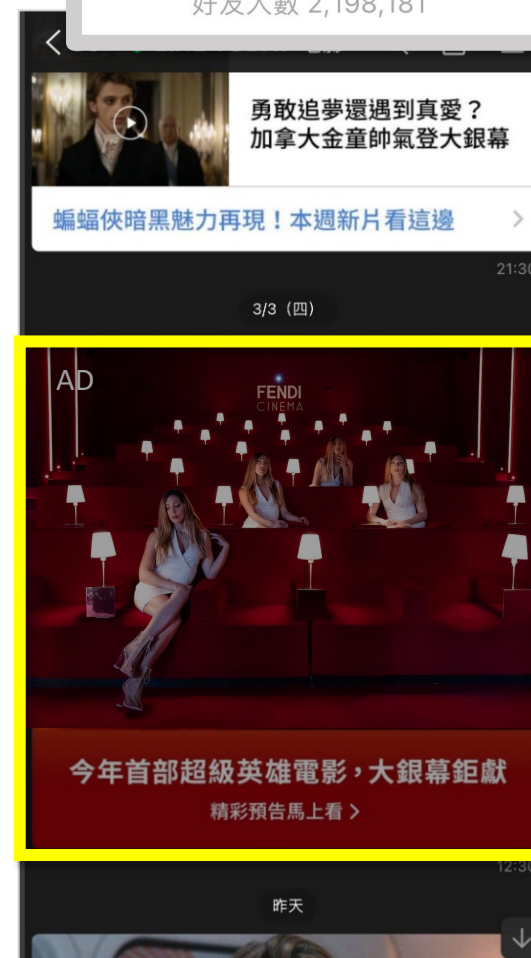 好友人數 2,198,181
勇敢追夢還遇到真愛？
加拿大金童帥氣登大銀幕
蝙蝠俠暗黑魅力再現！本週新片看這邊
21:30
3/3（四）
AD
FENDI
CINEMA
今年首部超級英雄電影，大銀幕鉅獻
精彩預告馬上看
12:30
昨天